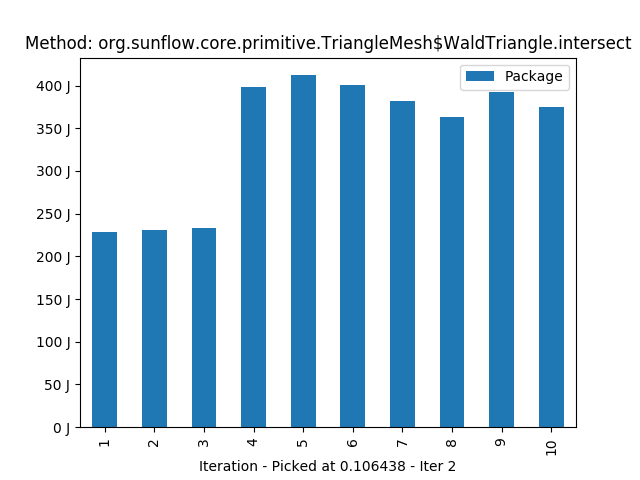 Method: org.sunflow.core.primitive.TriangleMesh$WaldTriangle.intersect
Package
400 J
350 J
300 J
250 J
200 J
150 J
100 J
50 J
0 J
1 2 3 4 5 6 7 8 9 10
Iteration - Picked at 0.106438 - Iter 2